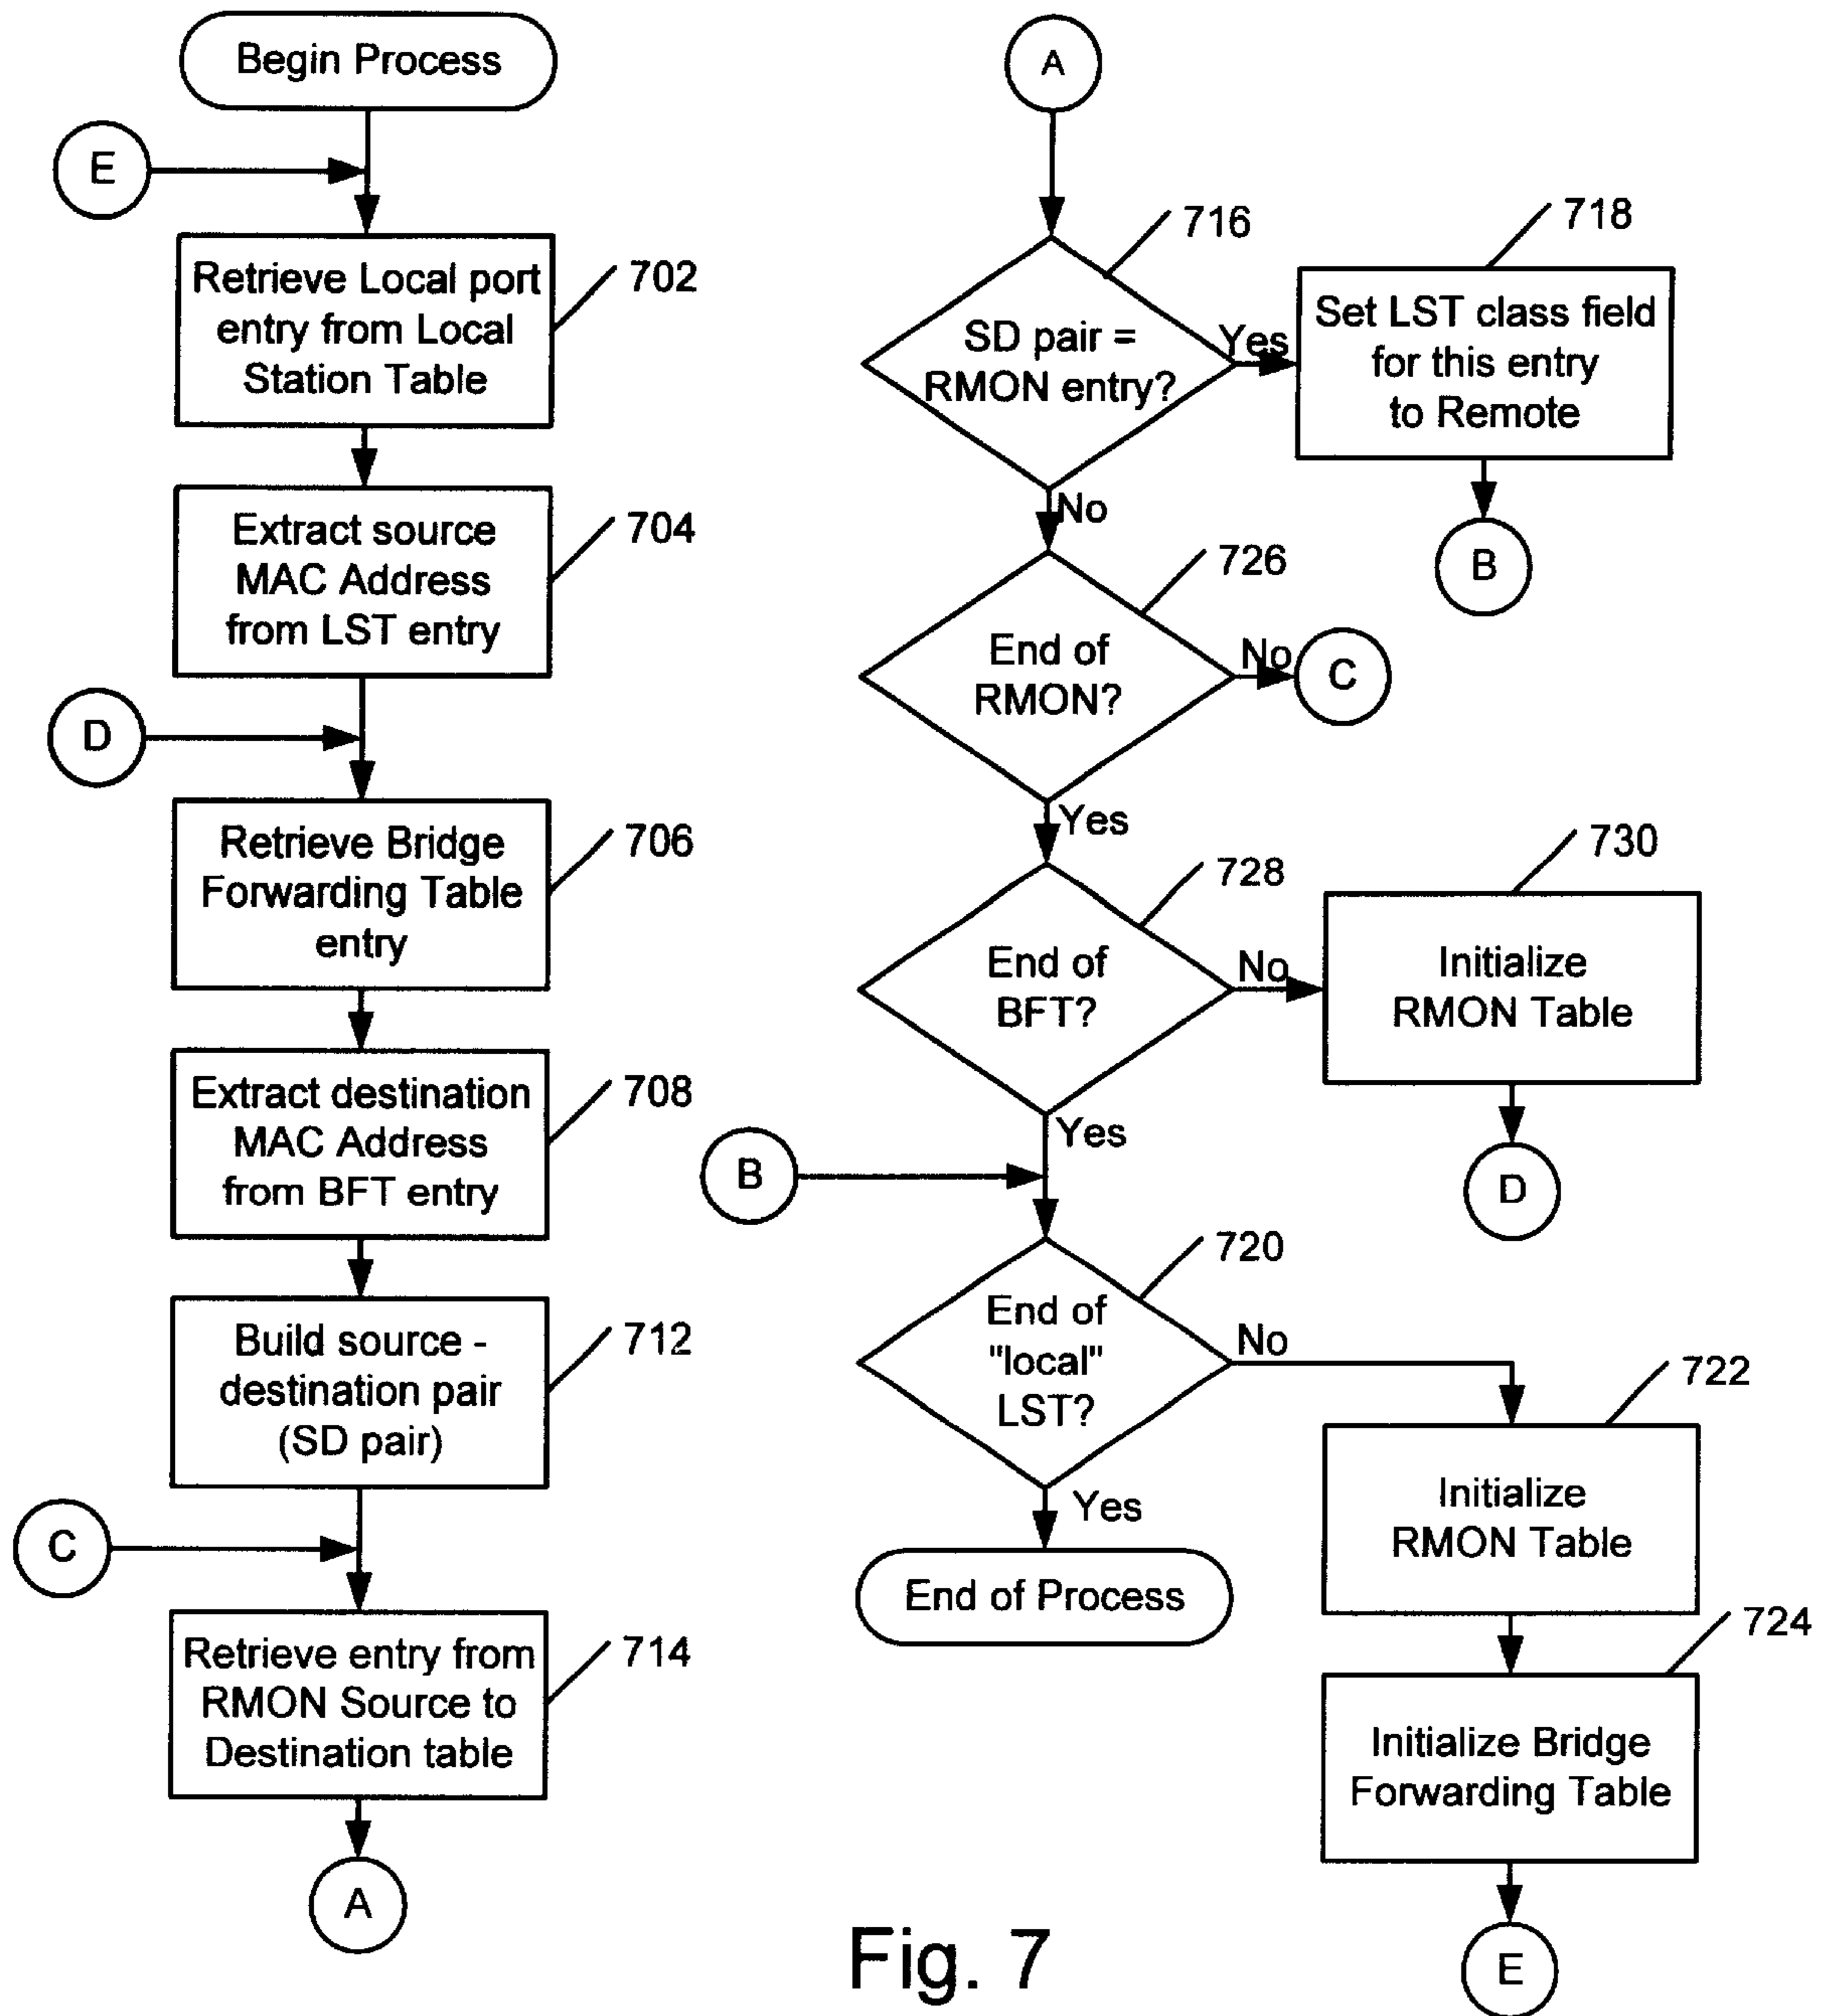 Begin Process
E
Retrieve Local port
entry from Local
Station Table
702
Extract source
MAC Address
from LST entry
704
D
Retrieve Bridge
Forwarding Table
entry
706
Extract destination
MAC Address
from BFT entry
708
Build source -
destination pair
(SD pair)
712
C
Retrieve entry from
RMON Source to
Destination table
714
A
A
716
SD pair =
RMON entry?
Yes
718
Set LST class field
for this entry
to Remote
B
No
726
End of
RMON?
No
C
Yes
728
End of
BFT?
No
730
Initialize
RMON Table
D
Yes
B
720
End of
"local"
LST?
No
722
Initialize
RMON Table
Yes
End of Process
724
Initialize Bridge
Forwarding Table
E
Fig. 7